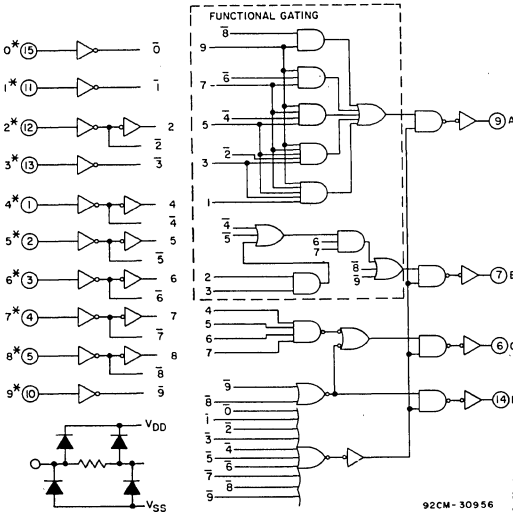 FUNCTIONAL GATING
8̅
9
6̅
7
4̅
5
2̅
3
1
9 A
4̅
5̅
6
7
2
3
8̅
9̅
7 B
4
5
6
7
6 C
9̅
8̅
14 D
0̅
1̅
2̅
3̅
4̅
5̅
6̅
7̅
8̅
9̅
0* 15 0̅
1* 11 1̅
2* 12 2
2̅
3* 13 3̅
4* 1 4
4̅
5* 2 5
5̅
6* 3 6
6̅
7* 4 7
7̅
8* 5 8
8̅
9* 10 9̅
VDD
VSS
92CM-30956